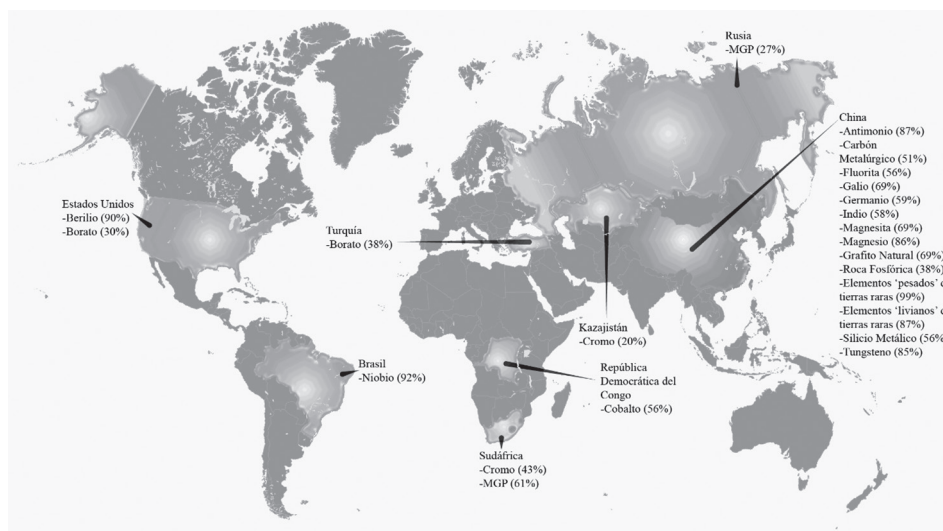 Rusia
-MGP (27%)
China
-Antimonio (87%)
-Carbón
Metalúrgico (51%)
-Fluorita (56%)
-Galio (69%)
-Germanio (59%)
-Indio (58%)
-Magnesita (69%)
-Magnesio (86%)
-Grafito Natural (69%)
-Roca Fosfórica (38%)
-Elementos ‘pesados’
tierras raras (99%)
-Elementos ‘livianos’
tierras raras (87%)
-Silicio Metálico (56%
-Tungsteno (85%)
Estados Unidos
-Berilio (90%)
-Borato (30%)
Turquía
-Borato (38%)
Kazajistán
-Cromo (20%)
Brasil
-Niobio (92%)
República
Democrática del
Congo
-Cobalto (56%)
Sudáfrica
-Cromo (43%)
-MGP (61%)